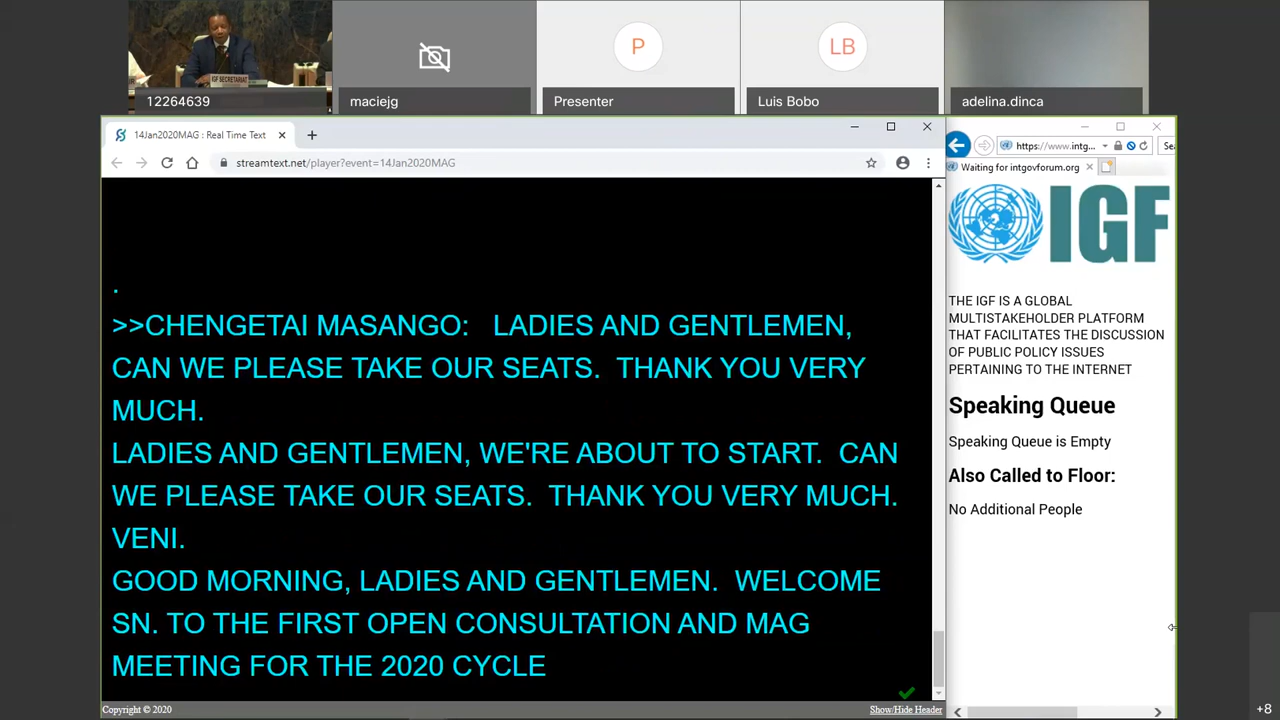 IGF SECRETARIAT
12264639
maciejg
P
Presenter
LB
Luis Bobo
adelina.dinca
14Jan2020MAG : Real Time Text
streamtext.net/player?event=14Jan2020MAG
.
>>CHENGETAI MASANGO:   LADIES AND GENTLEMEN,
CAN WE PLEASE TAKE OUR SEATS.  THANK YOU VERY
MUCH.
LADIES AND GENTLEMEN, WE'RE ABOUT TO START.  CAN
WE PLEASE TAKE OUR SEATS.  THANK YOU VERY MUCH.
VENI.
GOOD MORNING, LADIES AND GENTLEMEN.  WELCOME
SN. TO THE FIRST OPEN CONSULTATION AND MAG
MEETING FOR THE 2020 CYCLE
Copyright © 2020
Show/Hide Header
https://www.intg...
Sea
Waiting for intgovforum.org
IGF
THE IGF IS A GLOBAL
MULTISTAKEHOLDER PLATFORM
THAT FACILITATES THE DISCUSSION
OF PUBLIC POLICY ISSUES
PERTAINING TO THE INTERNET
Speaking Queue
Speaking Queue is Empty
Also Called to Floor:
No Additional People
+8